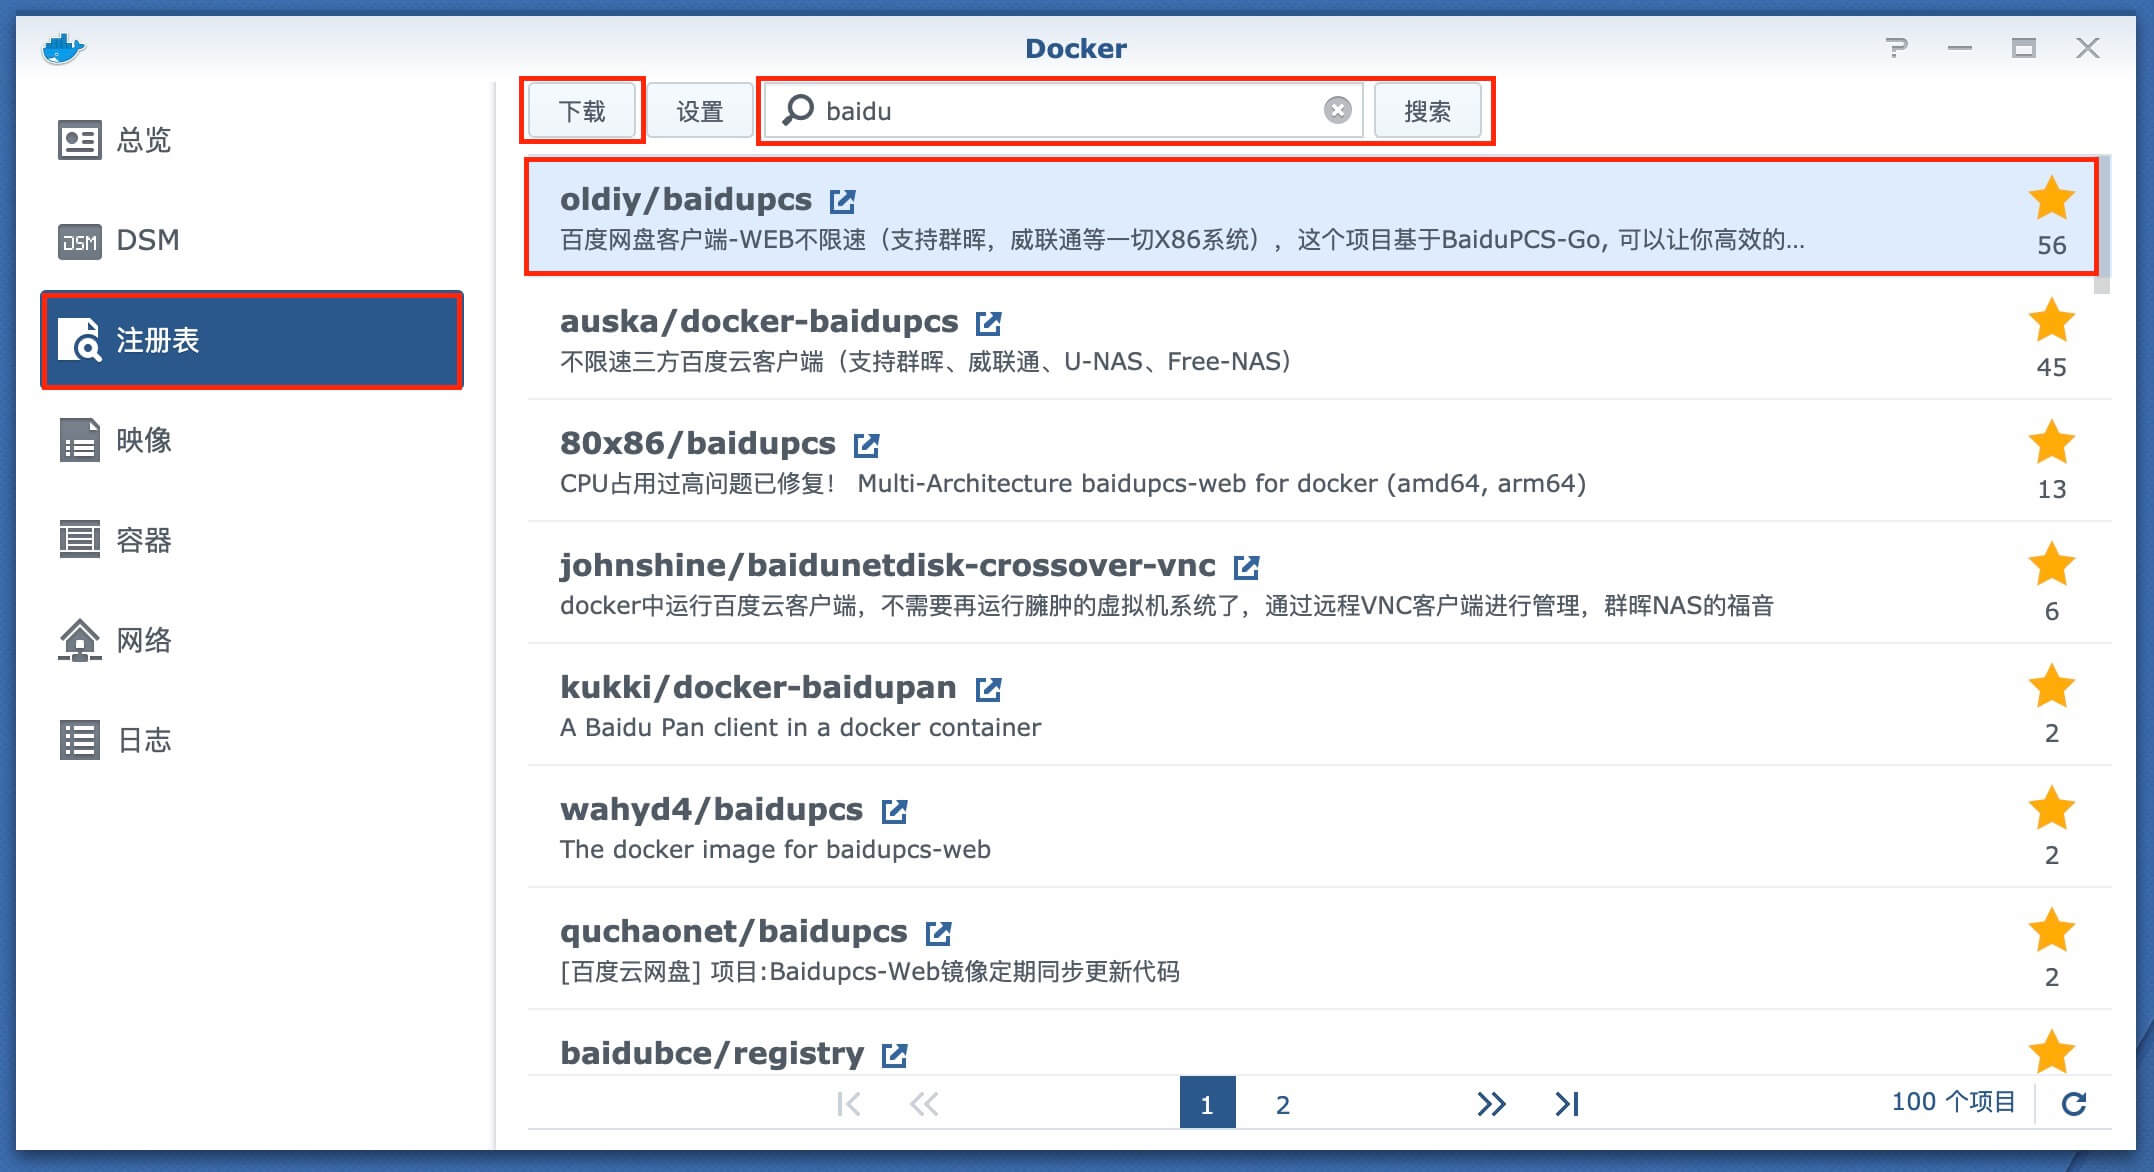 Docker
总览
DSM
DSM
注册表
映像
容器
网络
日志
下载
设置
baidu
搜索
oldiy/baidupcs
百度网盘客户端-WEB不限速（支持群晖，威联通等一切X86系统），这个项目基于BaiduPCS-Go, 可以让你高效的...
56
auska/docker-baidupcs
不限速三方百度云客户端（支持群晖、威联通、U-NAS、Free-NAS）
45
80x86/baidupcs
CPU占用过高问题已修复！ Multi-Architecture baidupcs-web for docker (amd64, arm64)
13
johnshine/baidunetdisk-crossover-vnc
docker中运行百度云客户端，不需要再运行臃肿的虚拟机系统了，通过远程VNC客户端进行管理，群晖NAS的福音
6
kukki/docker-baidupan
A Baidu Pan client in a docker container
2
wahyd4/baidupcs
The docker image for baidupcs-web
2
quchaonet/baidupcs
[百度云网盘] 项目:Baidupcs-Web镜像定期同步更新代码
2
baidubce/registry
1
2
100 个项目